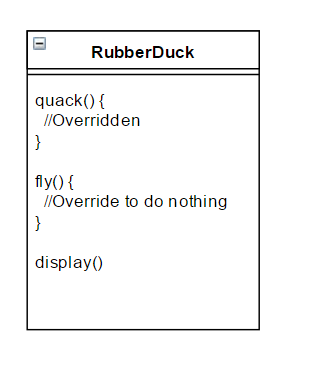 RubberDuck
quack() {
//Overridden
}
fly() {
//Override to do nothing
}
display()